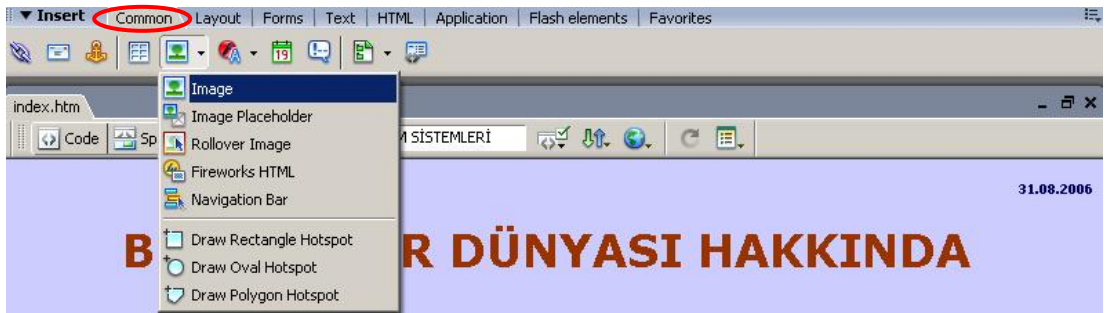 Insert Common Layout Forms Text HTML Application Flash elements Favorites
19
Image
index.htm
Image Placeholder
Code Sp Rollover Image SİSTEMLERİ
Fireworks HTML
Navigation Bar
31.08.2006
Draw Rectangle Hotspot
B R DÜNYASI HAKKINDA
Draw Oval Hotspot
Draw Polygon Hotspot